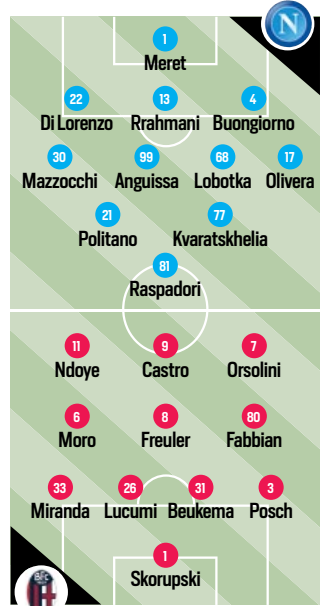 N
1
Meret
22 13 4
Di Lorenzo Rrahmani Buongiorno
30 99 68 17
Mazzocchi Anguissa Lobotka Olivera
21 77
Politano Kvaratskhelia
81
Raspadori
11 9 7
Ndoye Castro Orsolini
6 8 80
Moro Freuler Fabbian
33 26 31 3
Miranda Lucumi Beukema Posch
1
Skorupski
BFC